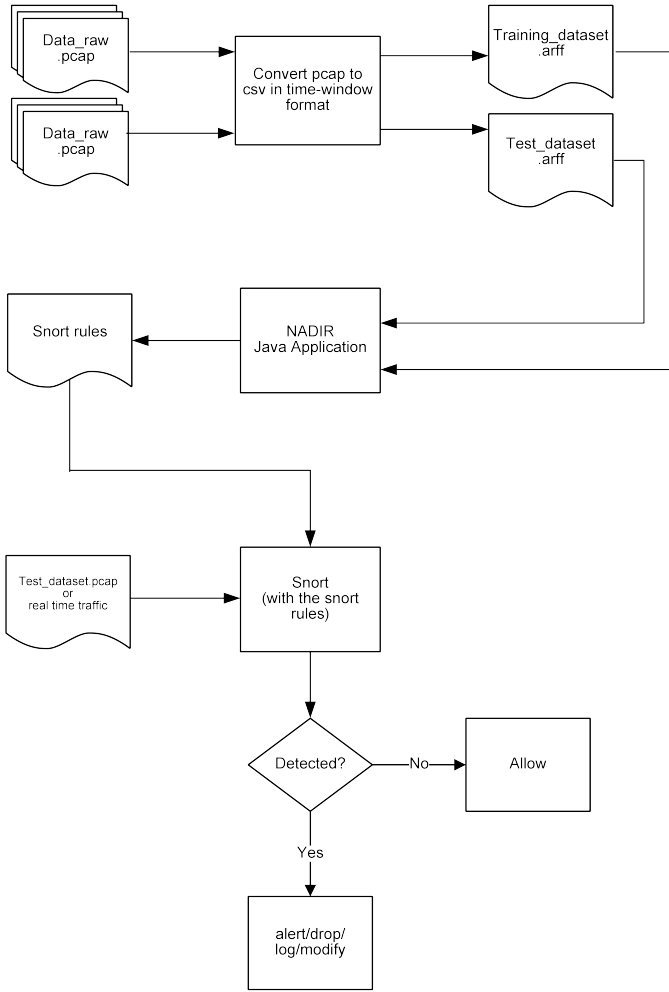 Data_raw
.pcap
Convert pcap to
csv in time-window
format
Training_dataset
.arff
Data_raw
.pcap
Test_dataset
.arff
Snort rules
NADIR
Java Application
Test_dataset.pcap
or
real time traffic
Snort
(with the snort
rules)
Detected?
No
Allow
Yes
alert/drop/
log/modify